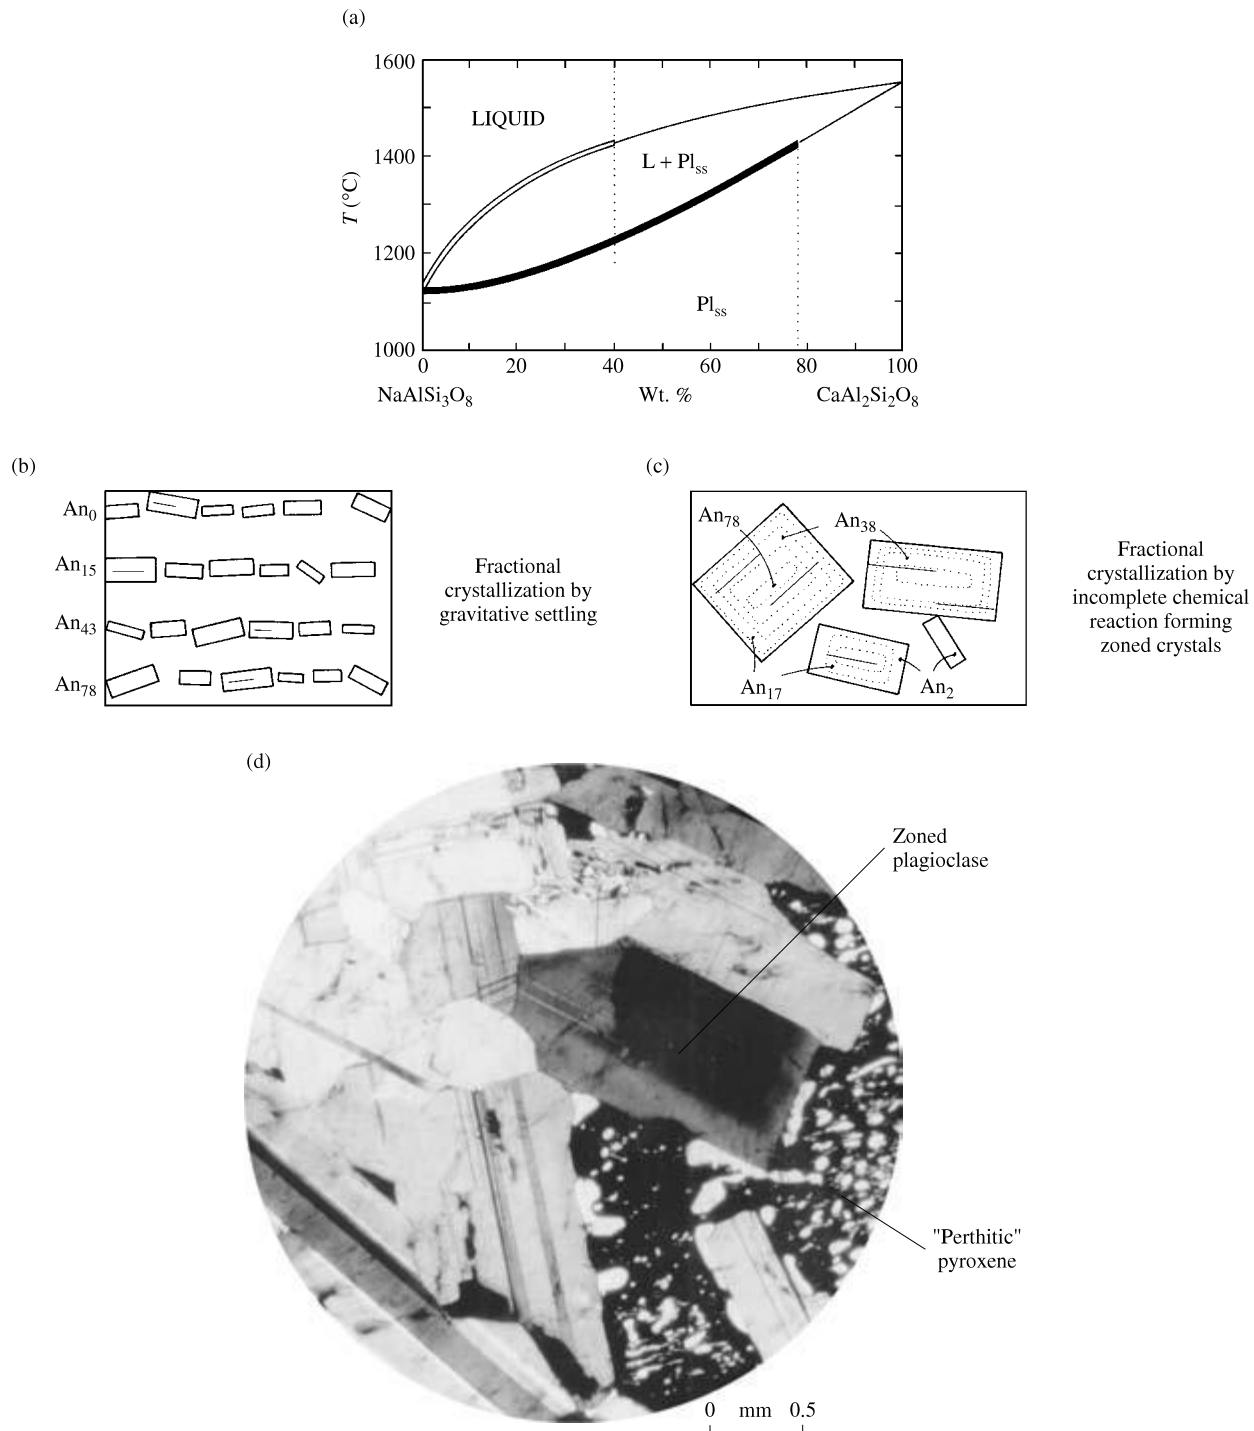 (a)
1600
1400
1200
1000
T (°C)
LIQUID
L + Plss
Plss
0 20 40 60 80 100
NaAlSi3O8 Wt. % CaAl2Si2O8
(b)
An0
An15
An43
An78
Fractional
crystallization by
gravitative settling
(c)
An78
An38
An17
An2
Fractional
crystallization by
incomplete chemical
reaction forming
zoned crystals
(d)
Zoned
plagioclase
"Perthitic"
pyroxene
0 mm 0.5